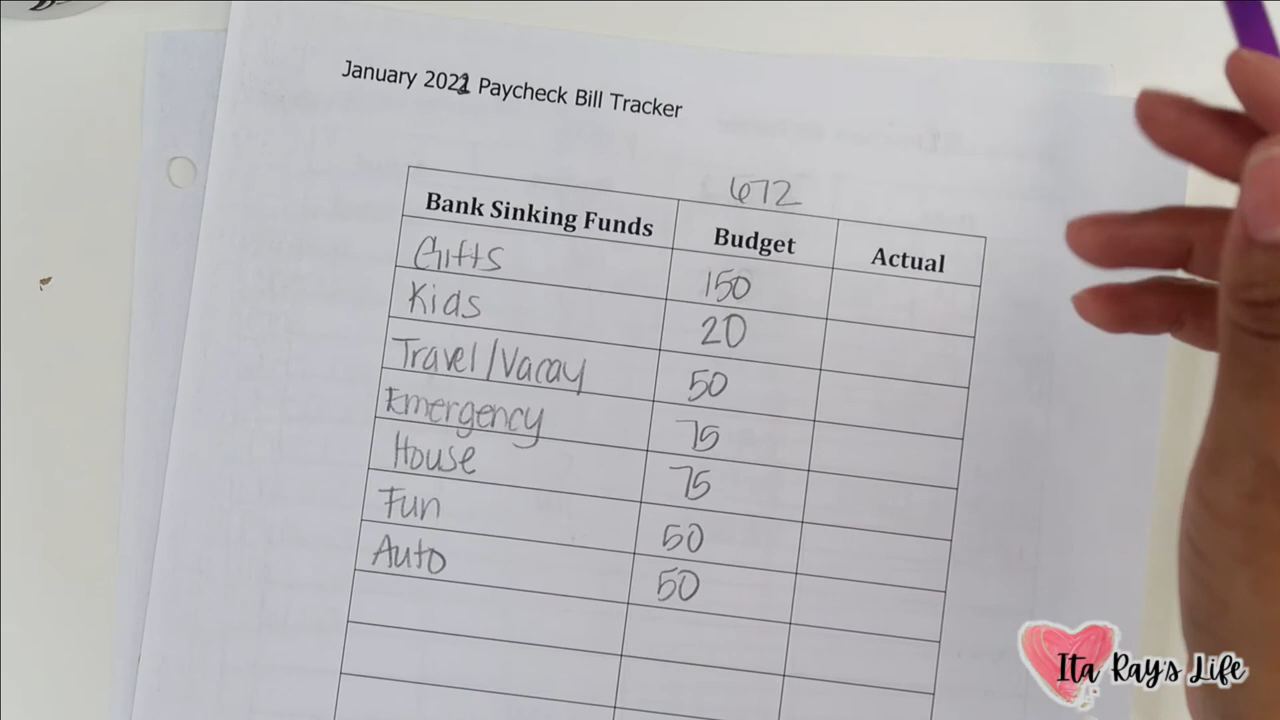 January 2022 Paycheck Bill Tracker
672
Bank Sinking Funds Budget Actual
Gifts 150
Kids 20
Travel/Vacay 50
Emergency 75
House 75
Fun 50
Auto 50
Ita Ray's Life